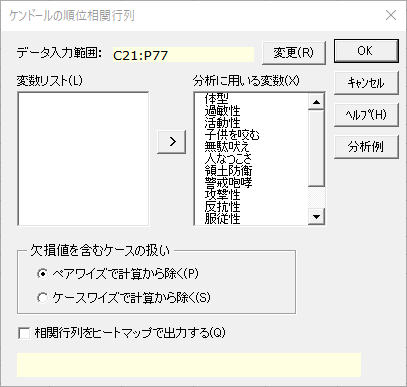 ケンドールの順位相関行列
データ入力範囲: C21:P77 変更(R) OK
変数リスト(L) 分析に用いる変数(X) キャンセル
体型
過敏性
活動性
ﾍﾙﾌﾟ(H)
子供を咬む
無駄吠え
>
人なつこさ
分析例
領土防衛
警戒咆哮
攻撃性
反抗性
服従性
欠損値を含むケースの扱い
ペアワイズで計算から除く(P)
ケースワイズで計算から除く(S)
相関行列をヒートマップで出力する(Q)